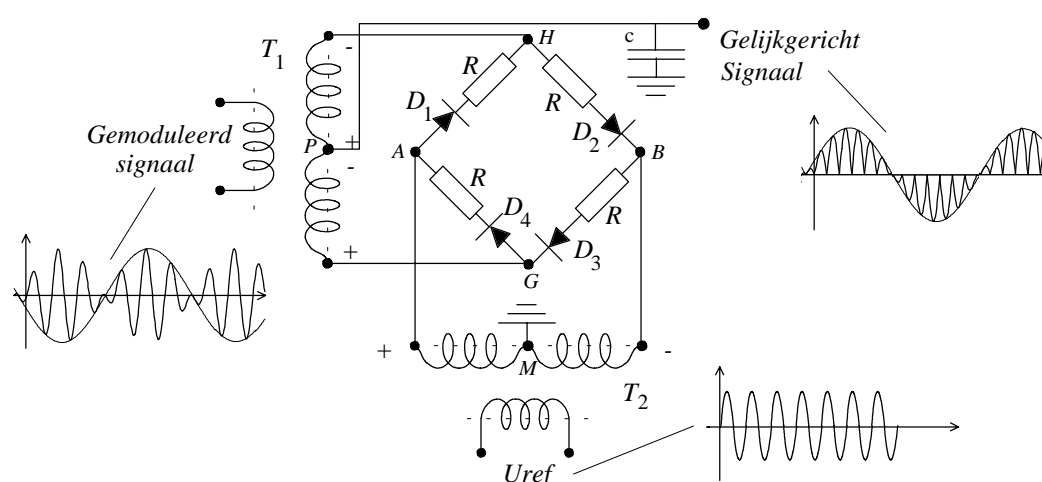 H
c
T1
-
R
R
Gelijkgericht
Signaal
D1
D2
Gemoduleerd
signaal
P
+
-
A
B
R
R
D4
D3
+
G
+
M
-
T2
Uref